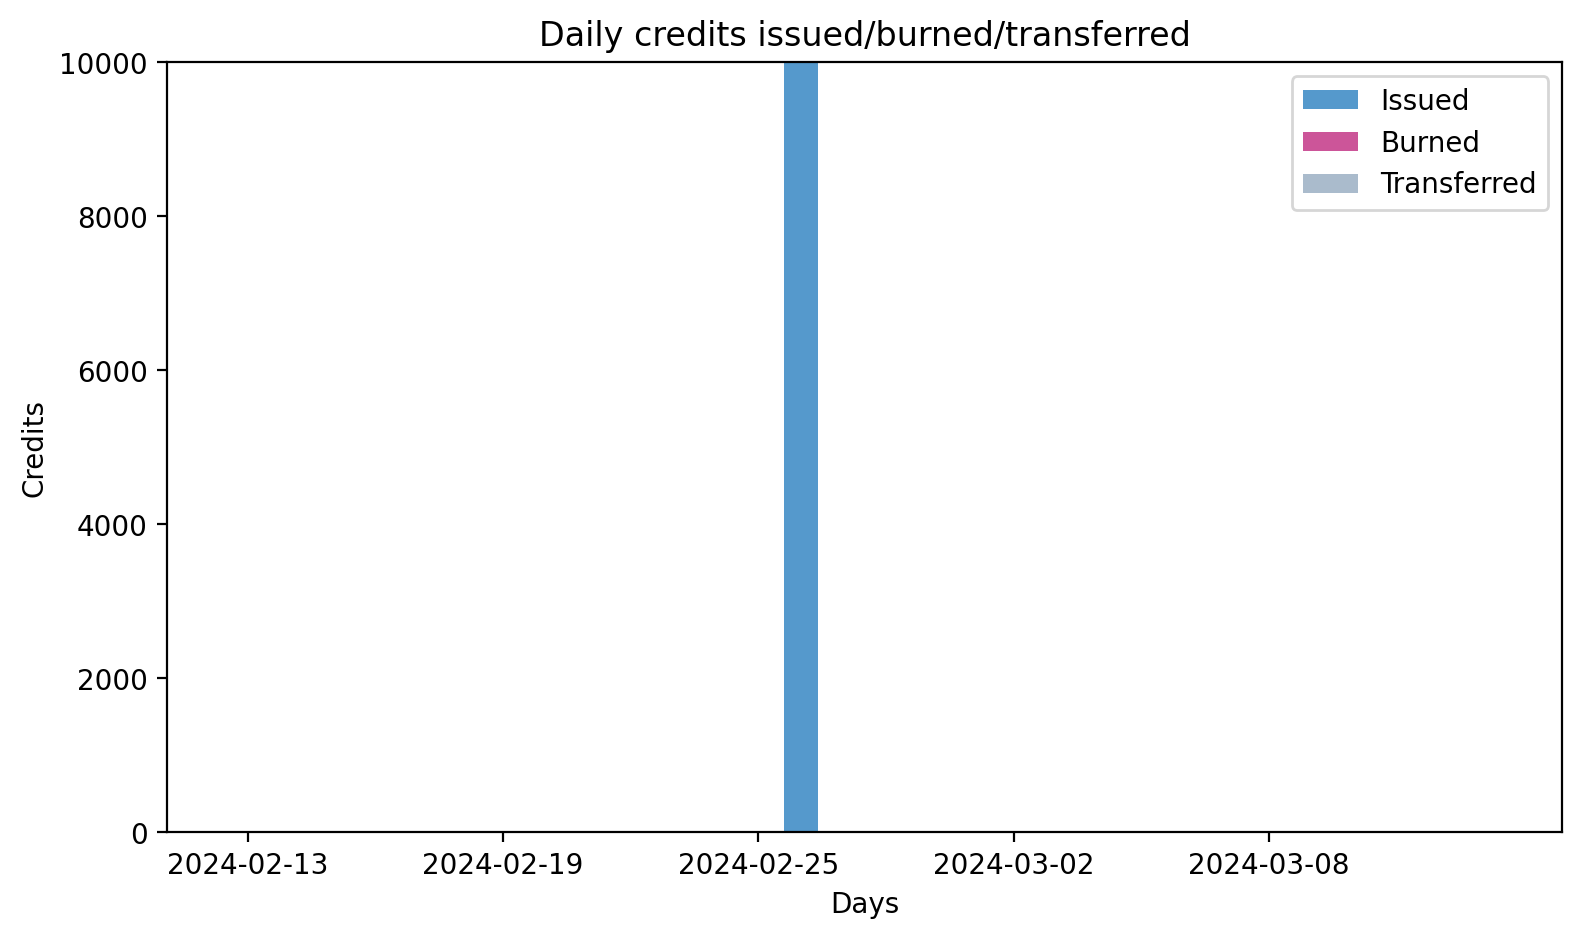 Daily credits issued/burned/transferred
10000
8000
6000
4000
2000
0
Credits
Issued
Burned
Transferred
2024-02-13
2024-02-19
2024-02-25
2024-03-02
2024-03-08
Days